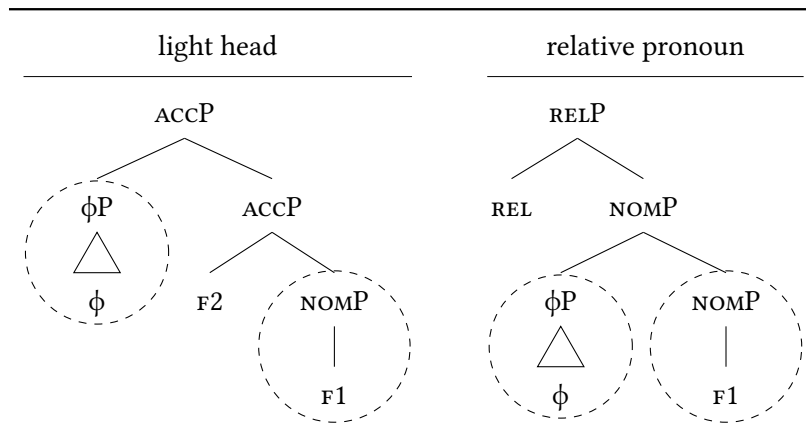 light head relative pronoun
ACCP RELP
ϕP ACCP REL NOMP
ϕ F2 NOMP ϕP NOMP
F1 ϕ F1